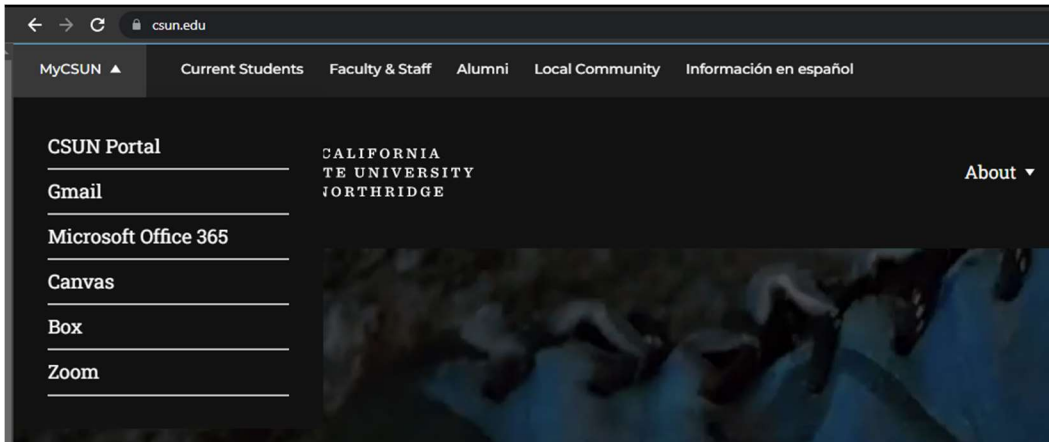 csun.edu
MyCSUN ▲ Current Students Faculty & Staff Alumni Local Community Información en español
CSUN Portal
Gmail
Microsoft Office 365
Canvas
Box
Zoom
CALIFORNIA
TE UNIVERSITY
NORTHRIDGE
About ▼